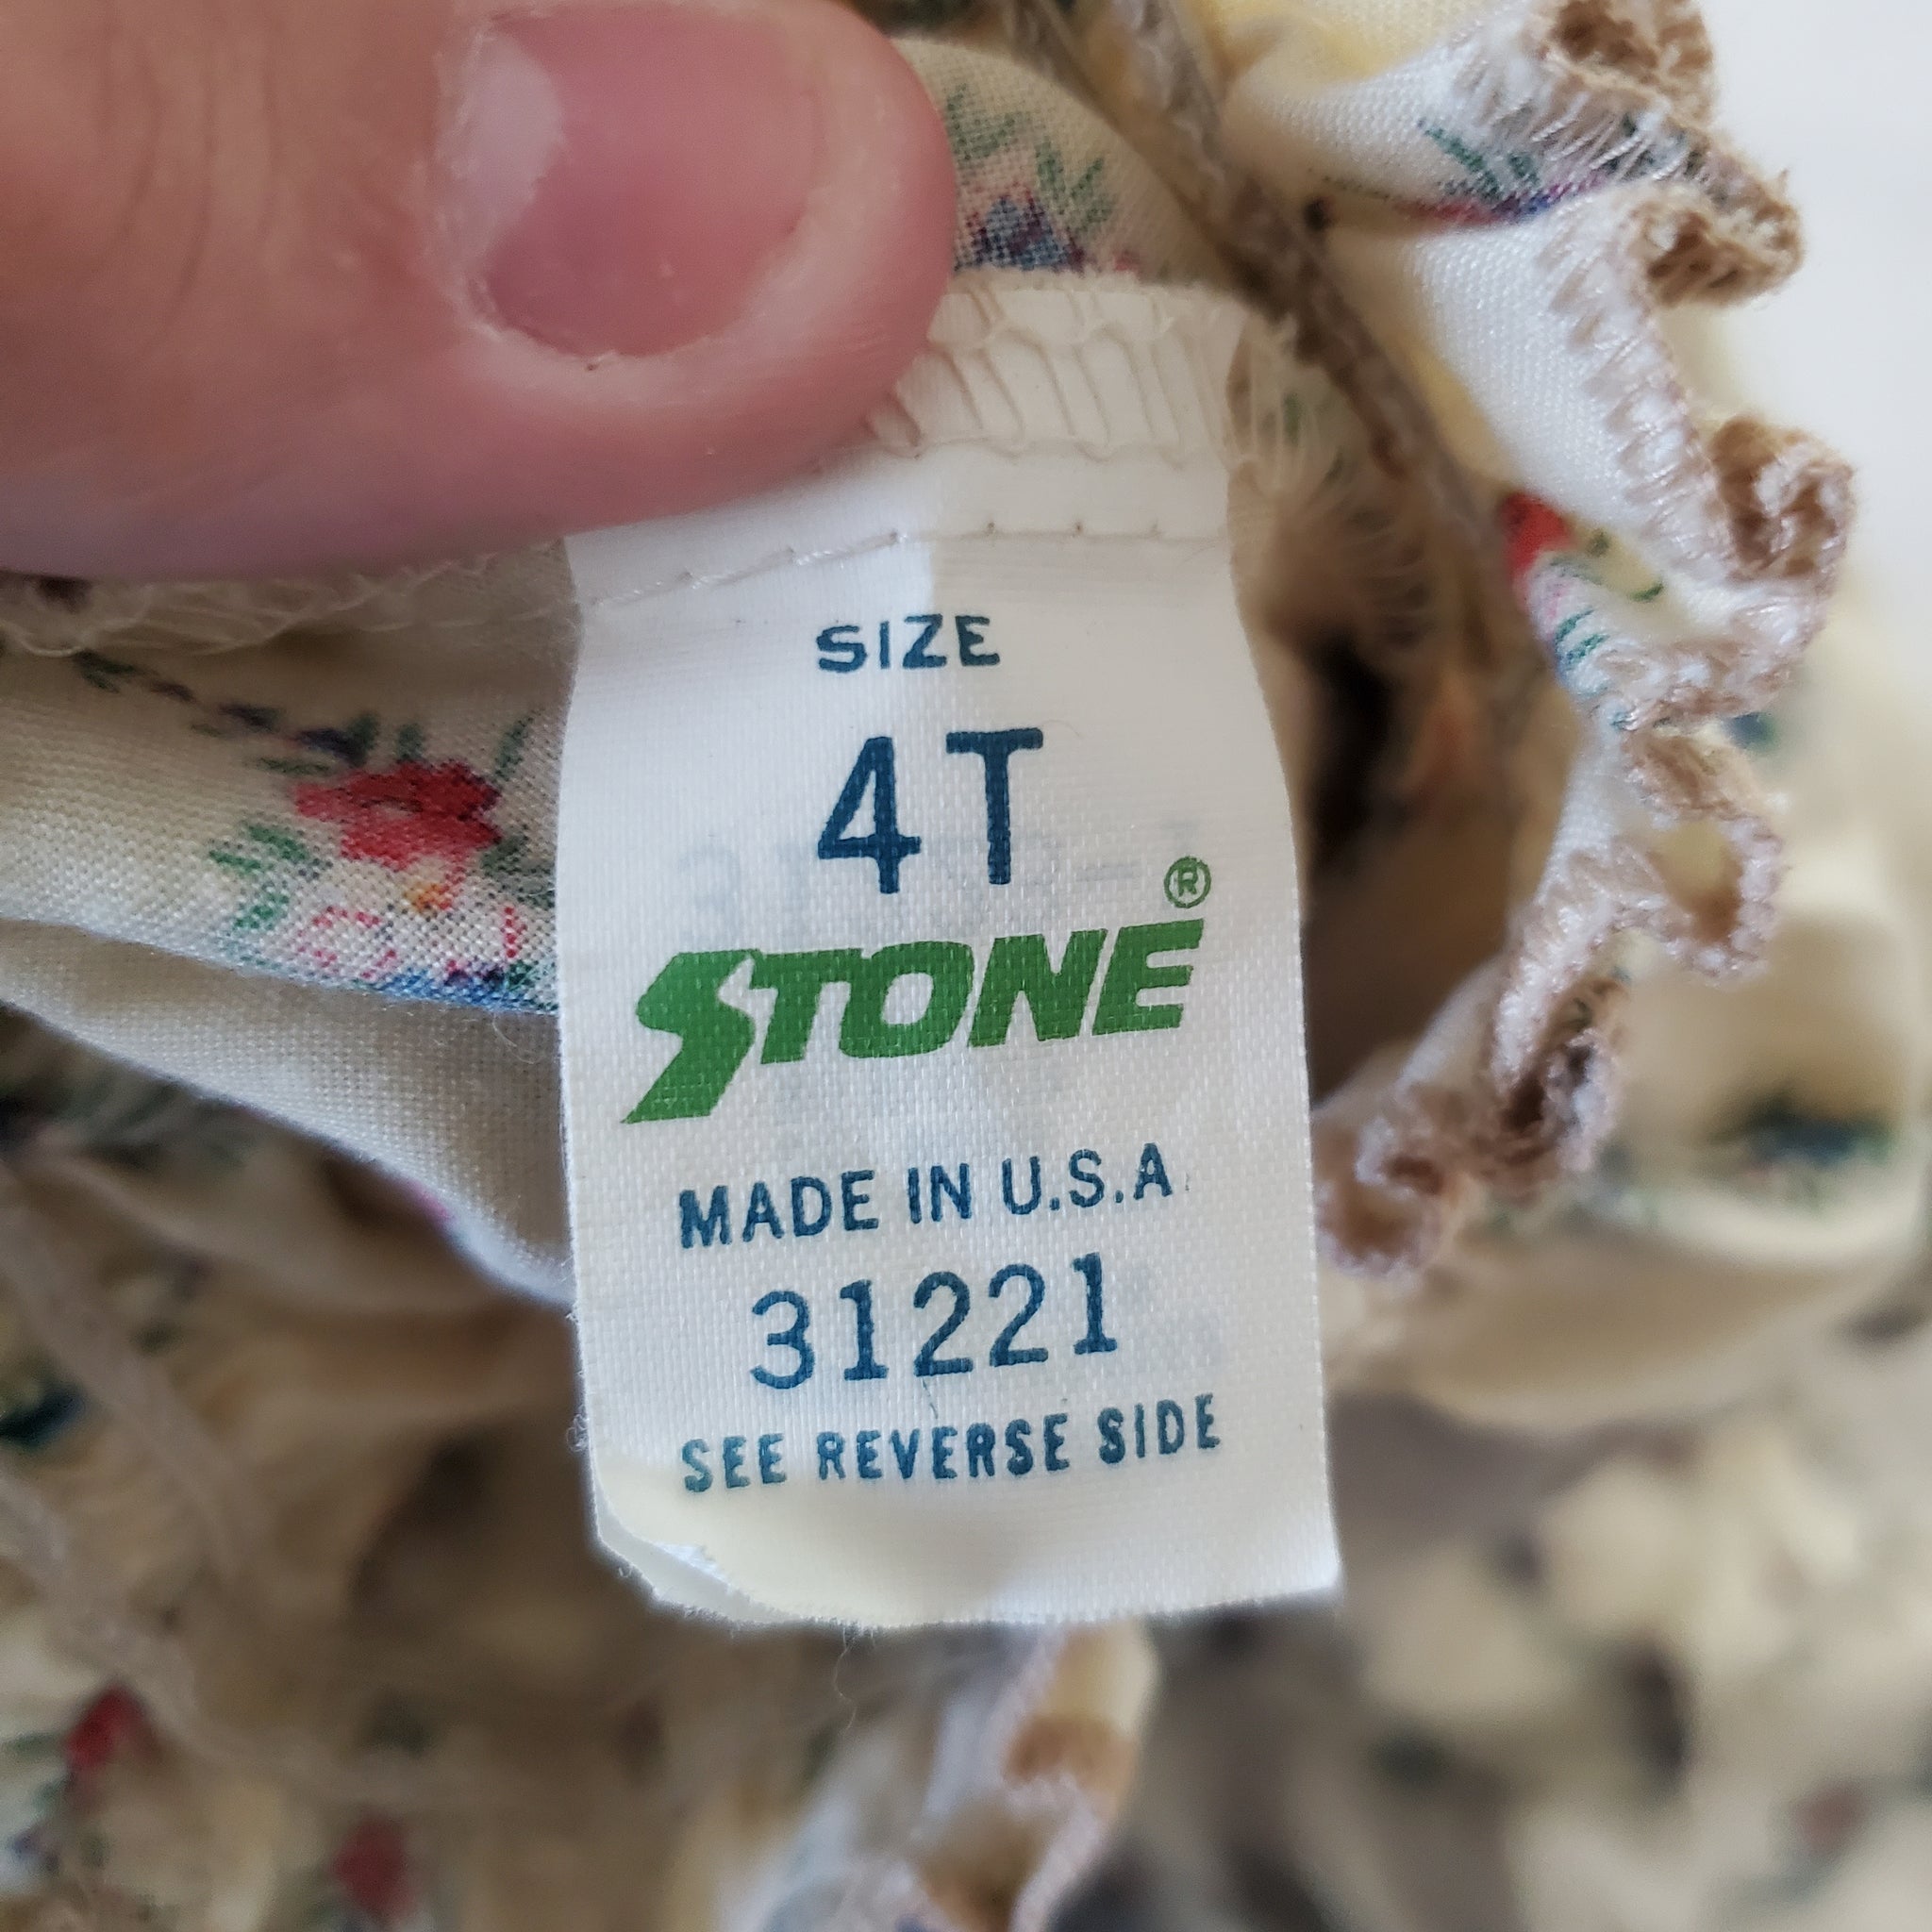 SIZE
4T
STONE®
MADE IN U.S.A
31221
SEE REVERSE SIDE